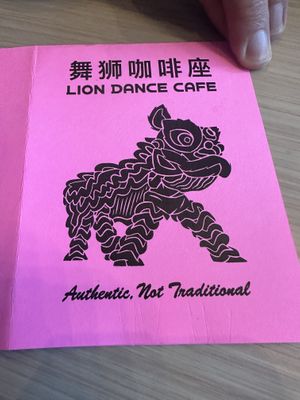 舞狮咖啡座
LION DANCE CAFE
Authentic, Not Traditional